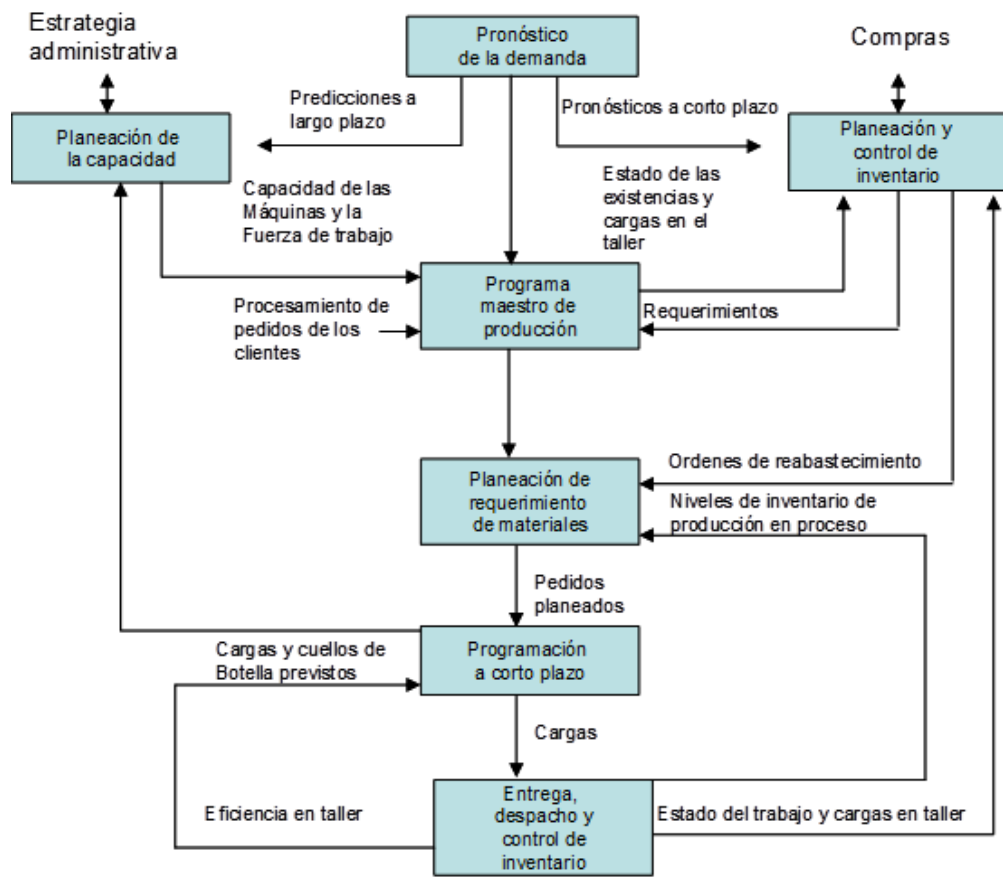 Estrategia
administrativa
Pronóstico
de la demanda
Compras
Predicciones a
largo plazo
Pronósticos a corto plazo
Planeación de
la capacidad
Planeación y
control de
inventario
Capacidad de las
Máquinas y la
Fuerza de trabajo
Estado de las
existencias y
cargas en el
taller
Programa
maestro de
producción
Procesamiento de
pedidos de los
clientes
Requerimientos
Planeación de
requerimiento
de materiales
Ordenes de reabastecimiento
Niveles de inventario de
producción en proceso
Pedidos
planeados
Cargas y cuellos de
Botella previstos
Programación
a corto plazo
Cargas
Eficiencia en taller
Entrega,
despacho y
control de
inventario
Estado del trabajo y cargas en taller